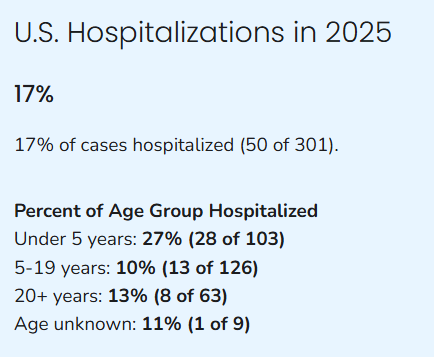 U.S. Hospitalizations in 2025
17%
17% of cases hospitalized (50 of 301).
Percent of Age Group Hospitalized
Under 5 years: 27% (28 of 103)
5-19 years: 10% (13 of 126)
20+ years: 13% (8 of 63)
Age unknown: 11% (1 of 9)